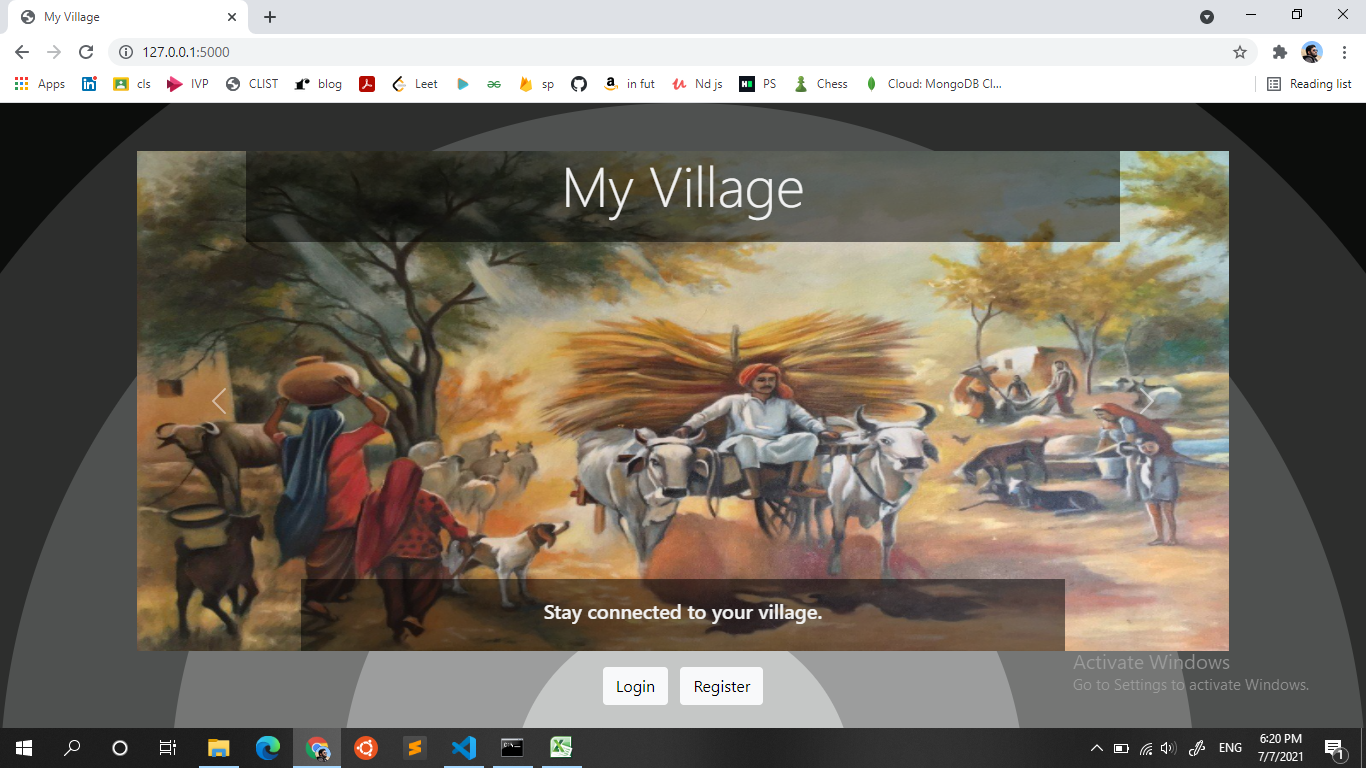 My Village
127.0.0.1:5000
Apps
cls
IVP
CLIST
blog
Leet
sp
in fut
Nd js
PS
Chess
Cloud: MongoDB Cl...
Reading list
My Village
Stay connected to your village.
Login
Register
Activate Windows
Go to Settings to activate Windows.
ENG
6:20 PM
7/7/2021
1